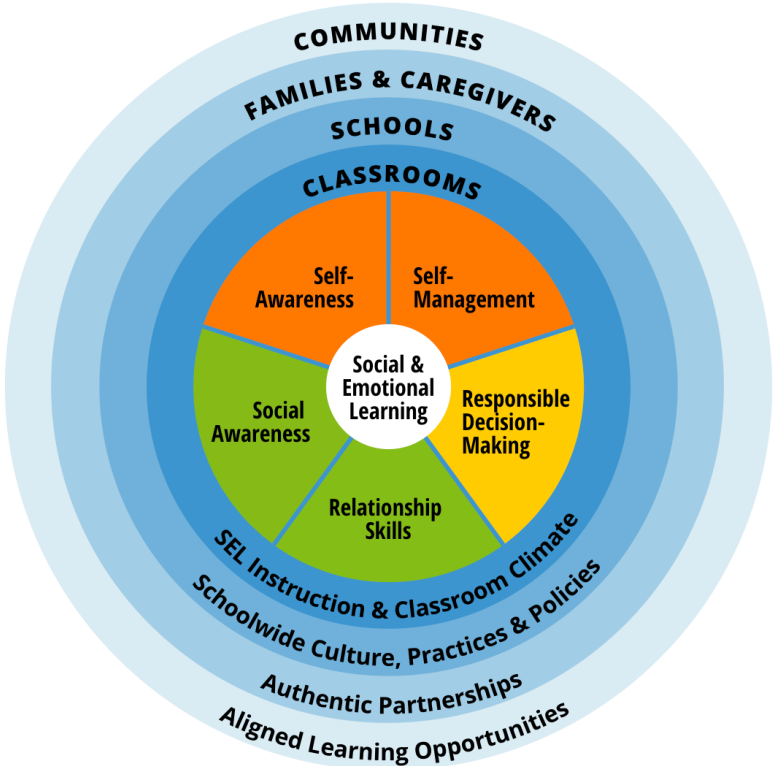 COMMUNITIES
FAMILIES & CAREGIVERS
SCHOOLS
CLASSROOMS
Self-
Awareness
Self-
Management
Social &
Emotional
Learning
Social
Awareness
Responsible
Decision-
Making
Relationship
Skills
SEL Instruction & Classroom Climate
Schoolwide Culture, Practices & Policies
Authentic Partnerships
Aligned Learning Opportunities